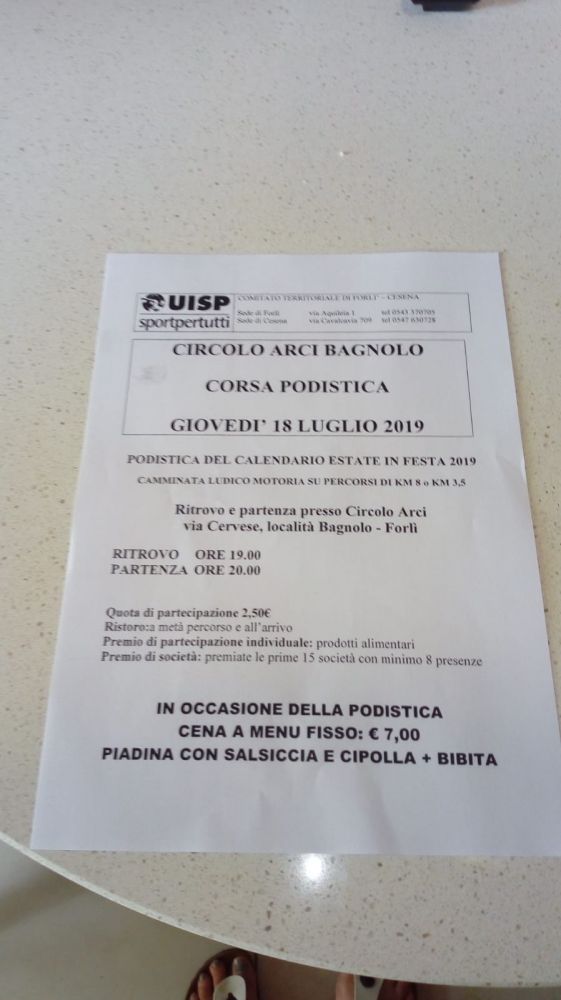 UISP
sportpertutti
COMITATO TERRITORIALE DI FORLI' - CESENA
Sede di Forlì via Aquileia 1 tel 0543 370705
Sede di Cesena via Cavalcavia 709 tel 0547 630728
CIRCOLO ARCI BAGNOLO
CORSA PODISTICA
GIOVEDI' 18 LUGLIO 2019
PODISTICA DEL CALENDARIO ESTATE IN FESTA 2019
CAMMINATA LUDICO MOTORIA SU PERCORSI DI KM 8 o KM 3,5
Ritrovo e partenza presso Circolo Arci
via Cervese, località Bagnolo - Forlì
RITROVO ORE 19.00
PARTENZA ORE 20.00
Quota di partecipazione 2,50€
Ristoro:a metà percorso e all'arrivo
Premio di partecipazione individuale: prodotti alimentari
Premio di società: premiate le prime 15 società con minimo 8 presenze
IN OCCASIONE DELLA PODISTICA
CENA A MENU FISSO: € 7,00
PIADINA CON SALSICCIA E CIPOLLA + BIBITA